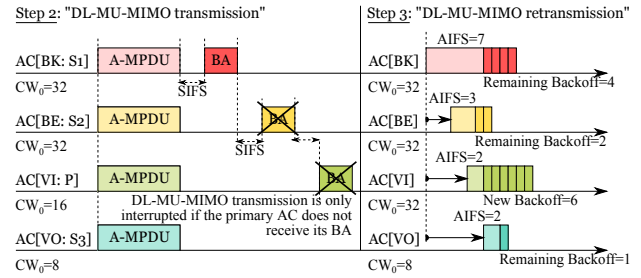 Step 2: "DL-MU-MIMO transmission"
Step 3: "DL-MU-MIMO retransmission"
AC[BK: S1]
A-MPDU
BA
SIFS
CW0=32
AC[BK]
AIFS=7
CW0=32
Remaining Backoff=4
AC[BE: S2]
A-MPDU
BA
SIFS
CW0=32
AC[BE]
AIFS=3
CW0=32
Remaining Backoff=2
AC[VI: P]
A-MPDU
BA
CW0=16
AC[VI]
AIFS=2
CW0=32
New Backoff=6
DL-MU-MIMO transmission is only
interrupted if the primary AC does not
receive its BA
AC[VO: S3]
A-MPDU
CW0=8
AC[VO]
AIFS=2
CW0=8
Remaining Backoff=1